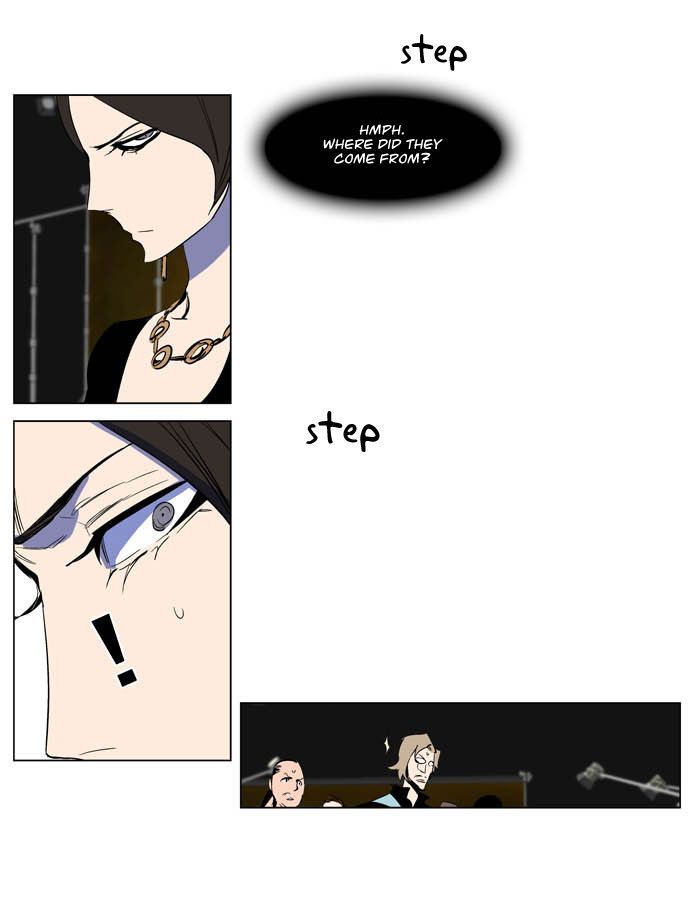 step
HMPH.
WHERE DID THEY
COME FROM?
step
!